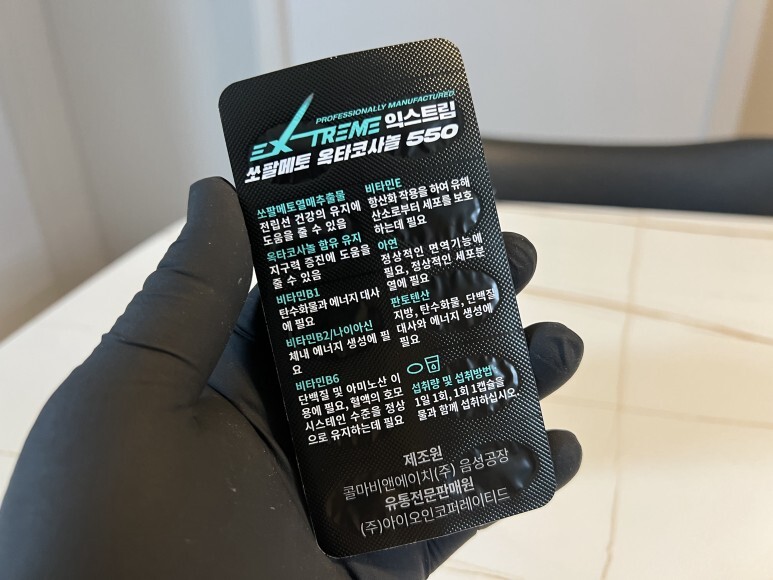 PROFESSIONALLY MANUFACTURED.
EXTREME 익스트림
쏘팔메토 옥타코사놀 550
쏘팔메토열매추출물
전립선 건강의 유지에
도움을 줄 수 있음
옥타코사놀 함유 유지
지구력 증진에 도움을
줄 수 있음
비타민B1
탄수화물과 에너지 대사
에 필요
비타민B2/나이아신
체내 에너지 생성에 필
요
비타민B6
단백질 및 아미노산 이
용에 필요, 혈액의 호모
시스테인 수준을 정상
으로 유지하는데 필요
비타민E
항산화 작용을 하여 유해
산소로부터 세포를 보호
하는데 필요
아연
정상적인 면역기능에
필요, 정상적인 세포분
열에 필요
판토텐산
지방, 탄수화물, 단백질
대사와 에너지 생성에
필요
섭취량 및 섭취방법
1일 1회, 1회 1캡슐을
물과 함께 섭취하십시오.
제조원
콜마비앤에이치(주) 음성공장
유통전문판매원
(주)아이오인코퍼레이티드